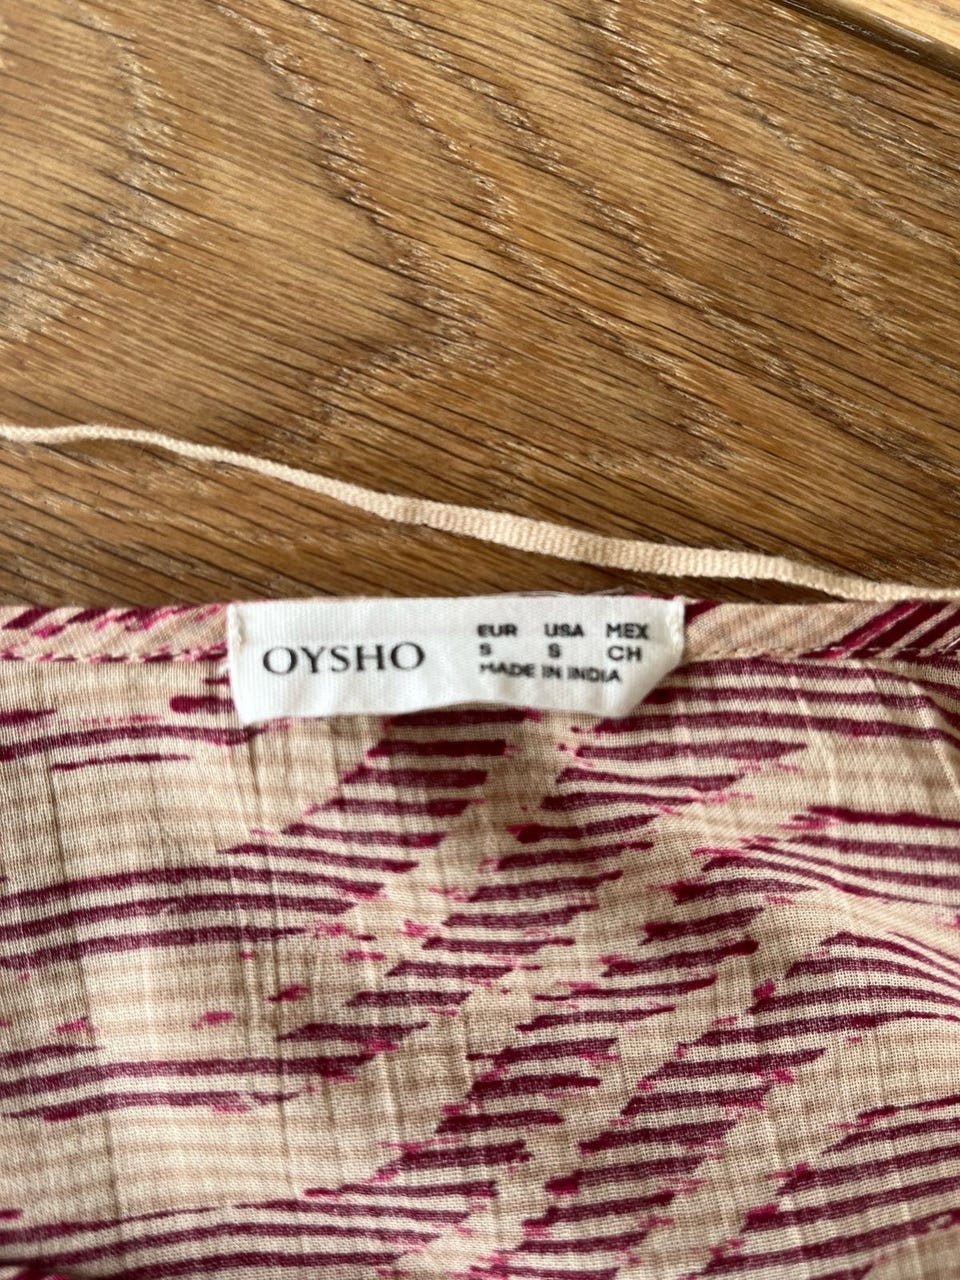 OYSHO
EUR USA MEX
S S CH
MADE IN INDIA